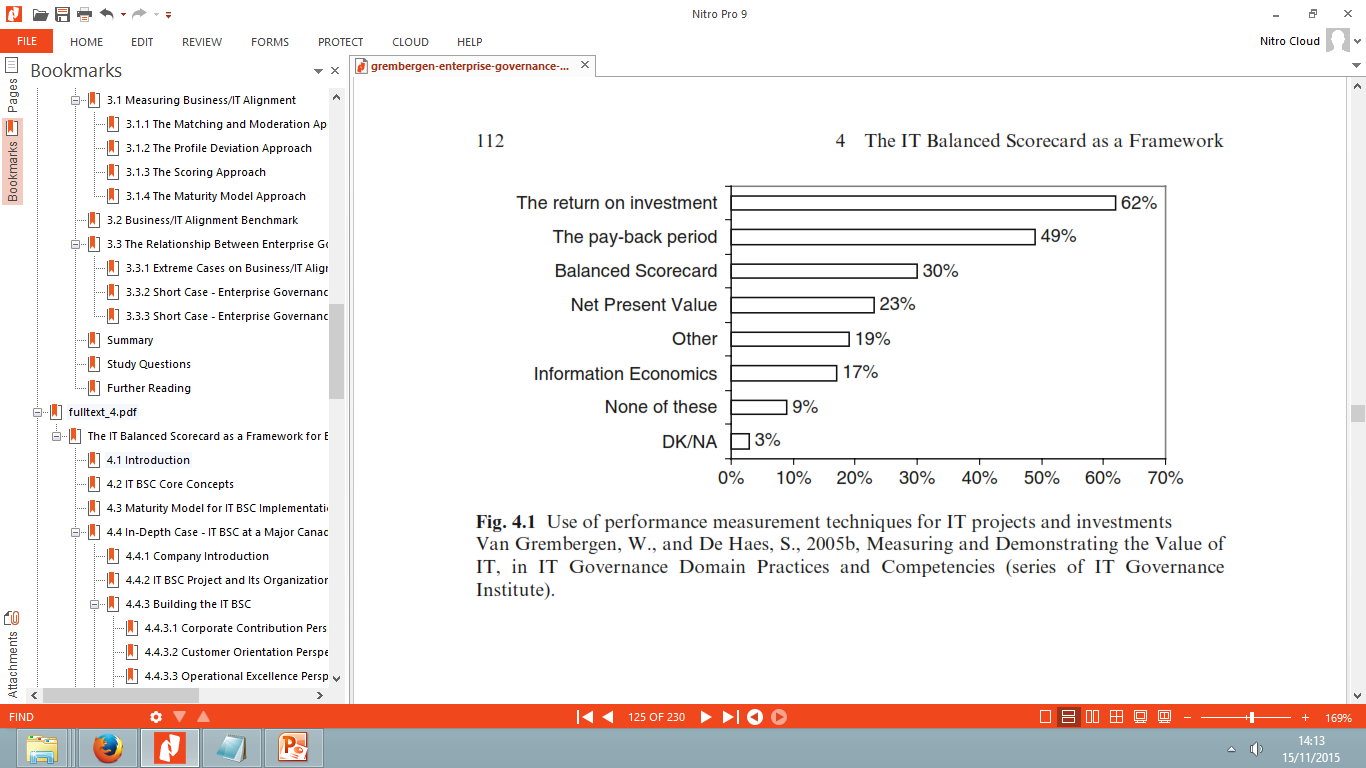 Nitro Pro 9
FILE HOME EDIT REVIEW FORMS PROTECT CLOUD HELP
Nitro Cloud
Pages
Bookmarks
Attachments
Bookmarks
3.1 Measuring Business/IT Alignment
3.1.1 The Matching and Moderation Ap
3.1.2 The Profile Deviation Approach
3.1.3 The Scoring Approach
3.1.4 The Maturity Model Approach
3.2 Business/IT Alignment Benchmark
3.3 The Relationship Between Enterprise Go
3.3.1 Extreme Cases on Business/IT Align
3.3.2 Short Case - Enterprise Governanc
3.3.3 Short Case - Enterprise Governanc
Summary
Study Questions
Further Reading
fulltext_4.pdf
The IT Balanced Scorecard as a Framework for E
4.1 Introduction
4.2 IT BSC Core Concepts
4.3 Maturity Model for IT BSC Implementati
4.4 In-Depth Case - IT BSC at a Major Canad
4.4.1 Company Introduction
4.4.2 IT BSC Project and Its Organization
4.4.3 Building the IT BSC
4.4.3.1 Corporate Contribution Pers
4.4.3.2 Customer Orientation Perspe
4.4.3.3 Operational Excellence Persp
grembergen-enterprise-governance-...
112 4 The IT Balanced Scorecard as a Framework
The return on investment 62%
The pay-back period 49%
Balanced Scorecard 30%
Net Present Value 23%
Other 19%
Information Economics 17%
None of these 9%
DK/NA 3%
0% 10% 20% 30% 40% 50% 60% 70%
Fig. 4.1 Use of performance measurement techniques for IT projects and investments
Van Grembergen, W., and De Haes, S., 2005b, Measuring and Demonstrating the Value of
IT, in IT Governance Domain Practices and Competencies (series of IT Governance
Institute).
FIND
125 OF 230
169%
14:13
15/11/2015